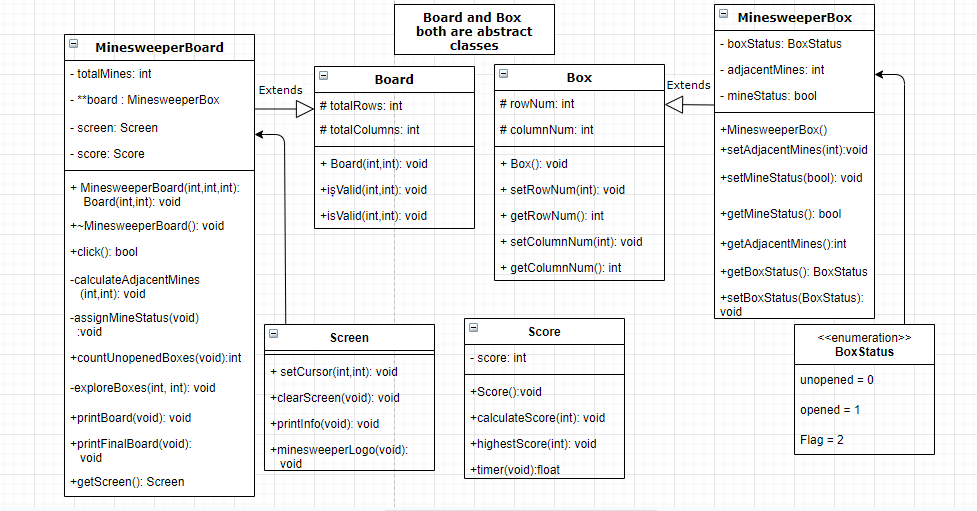 Board and Box
both are abstract
classes
MinesweeperBoard
- totalMines: int
- **board : MinesweeperBox
- screen: Screen
- score: Score
+ MinesweeperBoard(int,int,int):
Board(int,int): void
+~MinesweeperBoard(): void
+click(): bool
-calculateAdjacentMines
(int,int): void
-assignMineStatus(void)
:void
+countUnopenedBoxes(void):int
-exploreBoxes(int, int): void
+printBoard(void): void
+printFinalBoard(void):
void
+getScreen(): Screen
Extends
Board
# totalRows: int
# totalColumns: int
+ Board(int,int): void
+isValid(int,int): void
+isValid(int,int): void
Box
# rowNum: int
# columnNum: int
+ Box(): void
+ setRowNum(int): void
+ getRowNum(): int
+ setColumnNum(int): void
+ getColumnNum(): int
Extends
MinesweeperBox
- boxStatus: BoxStatus
- adjacentMines: int
- mineStatus: bool
+MinesweeperBox()
+setAdjacentMines(int):void
+setMineStatus(bool): void
+getMineStatus(): bool
+getAdjacentMines():int
+getBoxStatus(): BoxStatus
+setBoxStatus(BoxStatus):
void
Screen
+ setCursor(int,int): void
+clearScreen(void): void
+printInfo(void): void
+minesweeperLogo(void):
void
Score
- score: int
+Score():void
+calculateScore(int): void
+highestScore(int): void
+timer(void):float
<<enumeration>>
BoxStatus
unopened = 0
opened = 1
Flag = 2